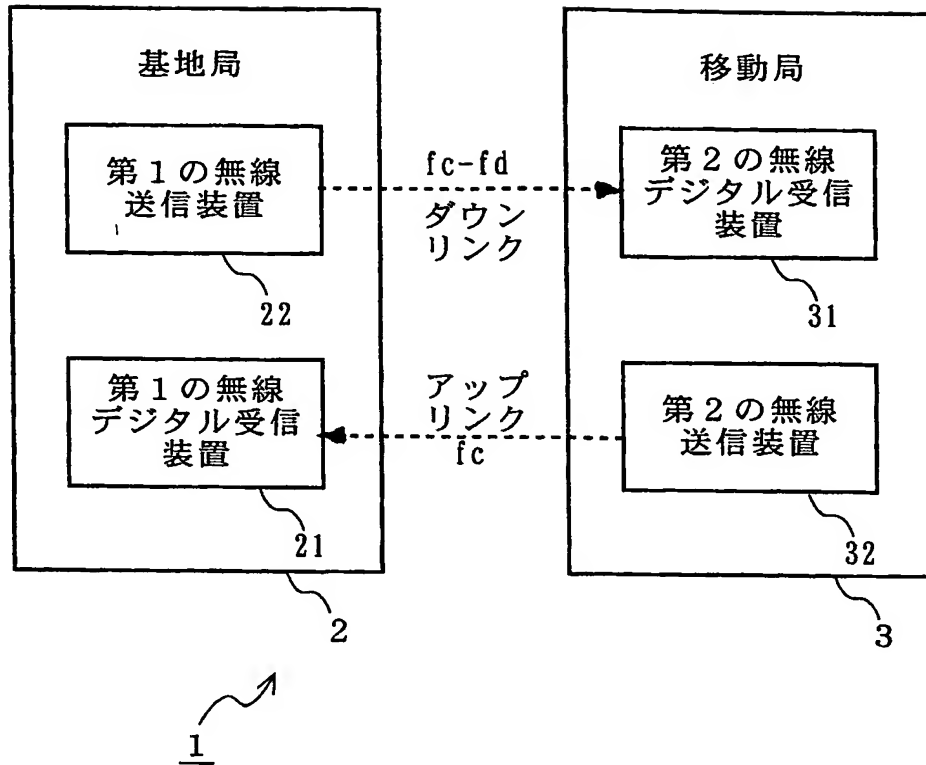 基地局
第1の無線
送信装置
22
第1の無線
デジタル受信
装置
21
2
fc-fd
ダウン
リンク
アップ
リンク
fc
移動局
第2の無線
デジタル受信
装置
31
第2の無線
送信装置
32
3
1